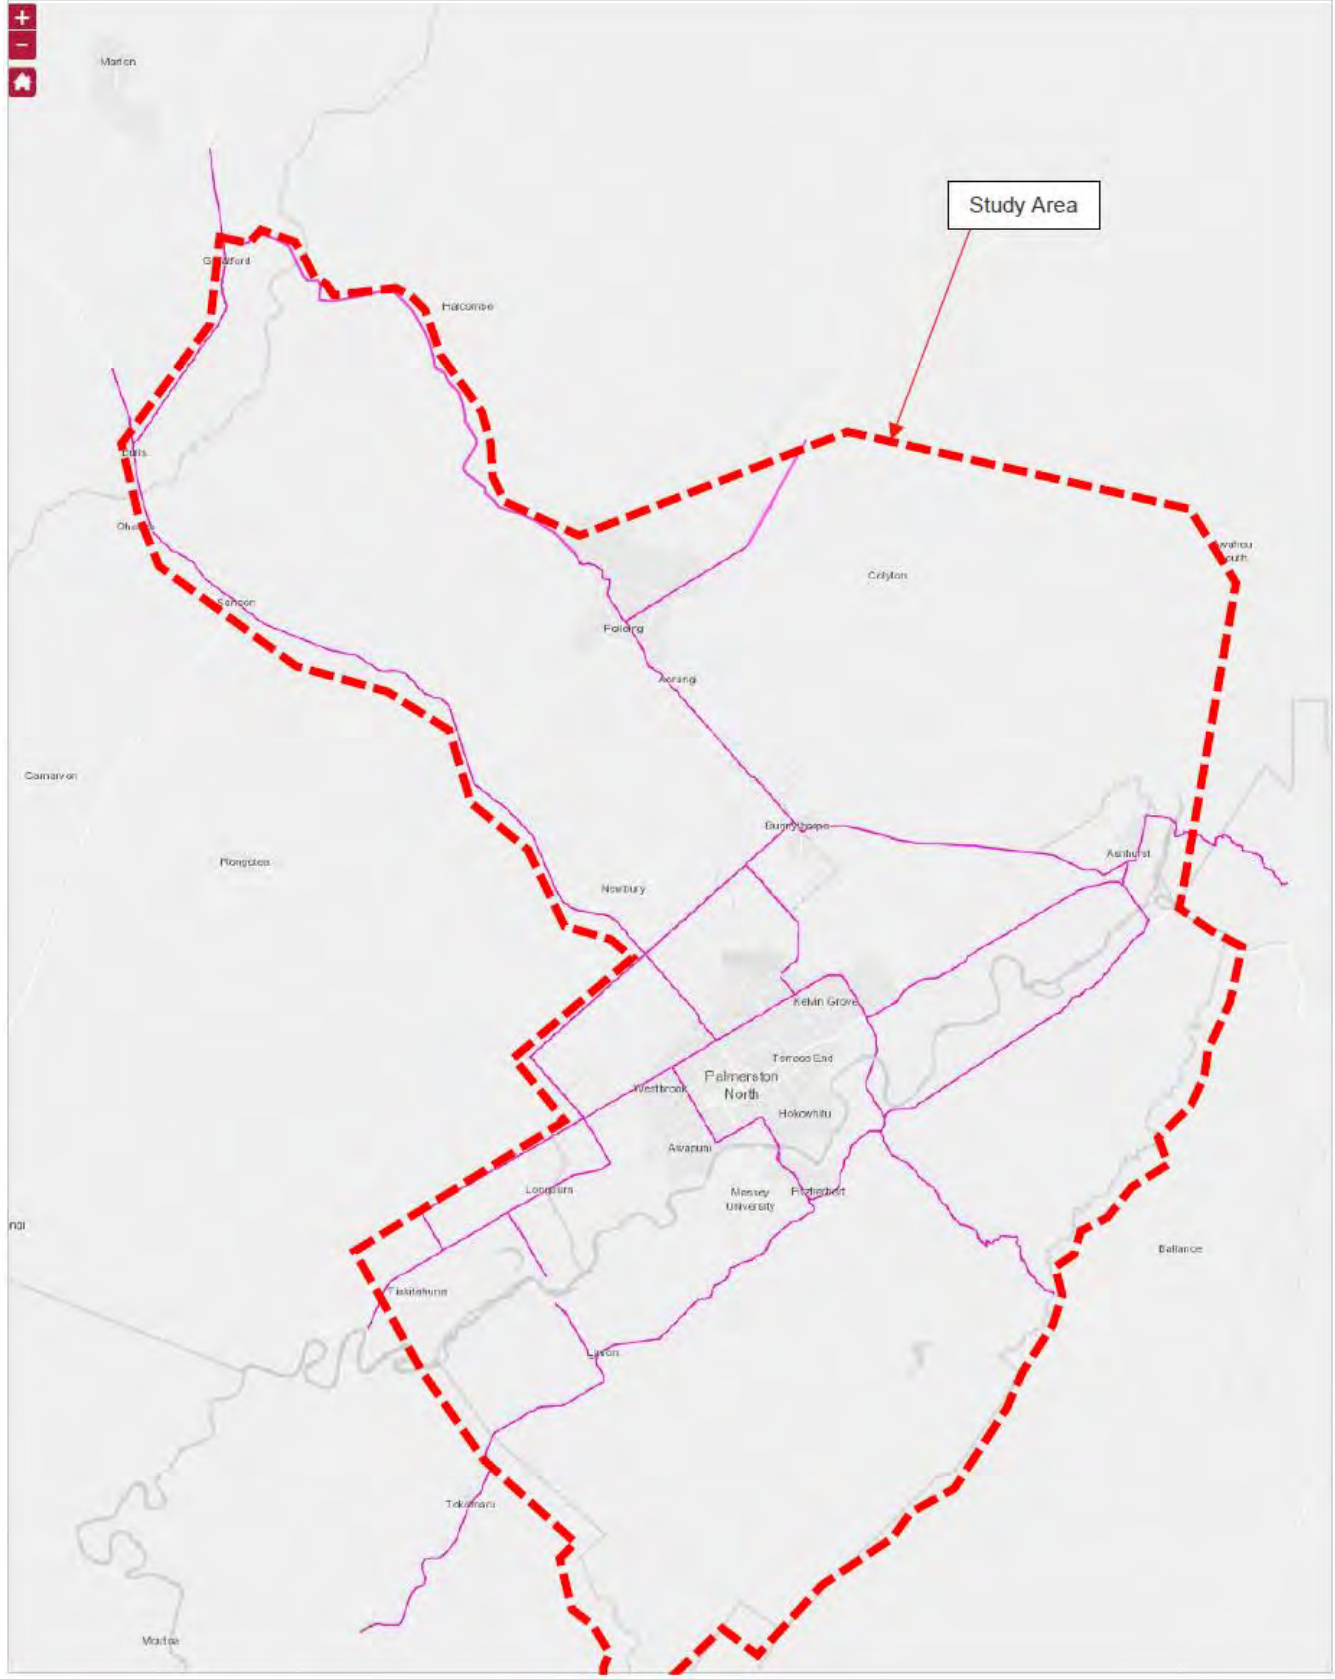 +
−
Marton
Study Area
Halcombe
Colyton
Sanson
Feilding
Aorangi
Carnarvon
Bunnythorpe
Ashhurst
Rongotea
Newbury
Kelvin Grove
Terrace End
Westbrook
Palmerston
North
Hokowhitu
Awapuni
Longburn
Massey
University
Fitzherbert
Ballance
Tiakitahuna
Linton
Tokomaru
Moutoa